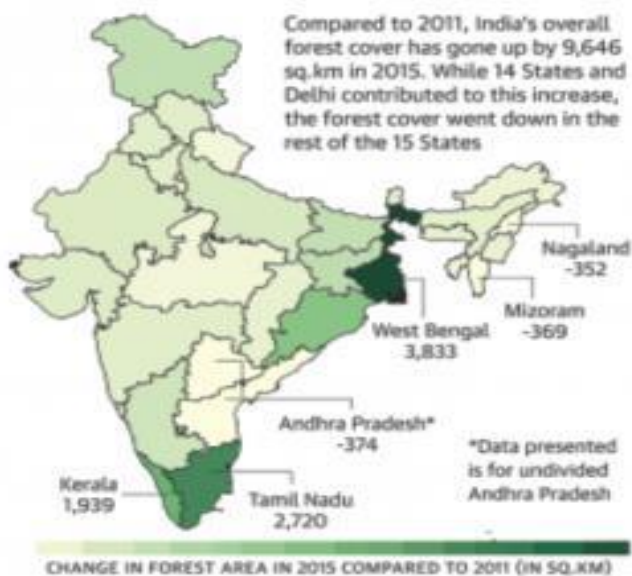 Compared to 2011, India's overall
forest cover has gone up by 9,646
sq.km in 2015. While 14 States and
Delhi contributed to this increase,
the forest cover went down in the
rest of the 15 States
Nagaland
-352
Mizoram
-369
West Bengal
3,833
Andhra Pradesh*
-374
*Data presented
is for undivided
Andhra Pradesh
Kerala
1,939
Tamil Nadu
2,720
CHANGE IN FOREST AREA IN 2015 COMPARED TO 2011 (IN SQ.KM)